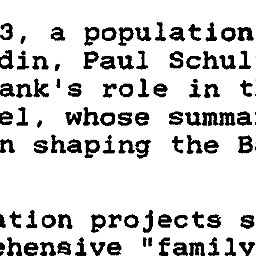 3, a population
din, Paul Schul
ank's role in t
el, whose summa
n shaping the B
ation projects s
ehensive "family